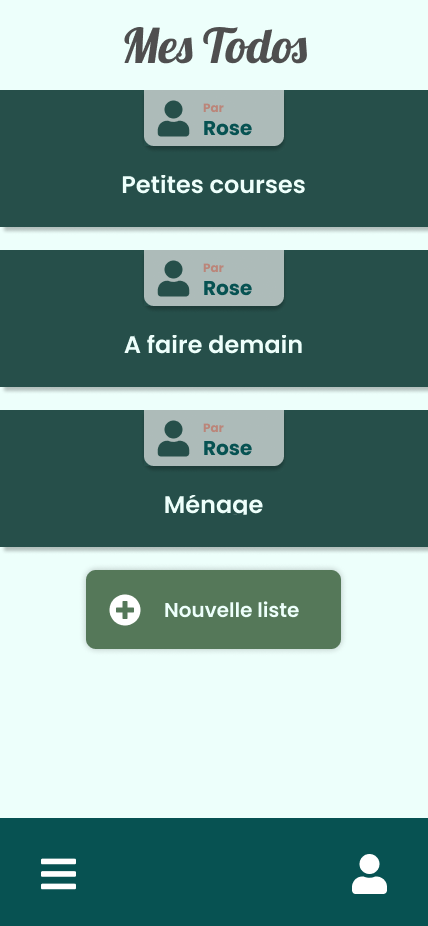 Mes Todos
Par
Rose
Petites courses
Par
Rose
A faire demain
Par
Rose
Ménage
Nouvelle liste